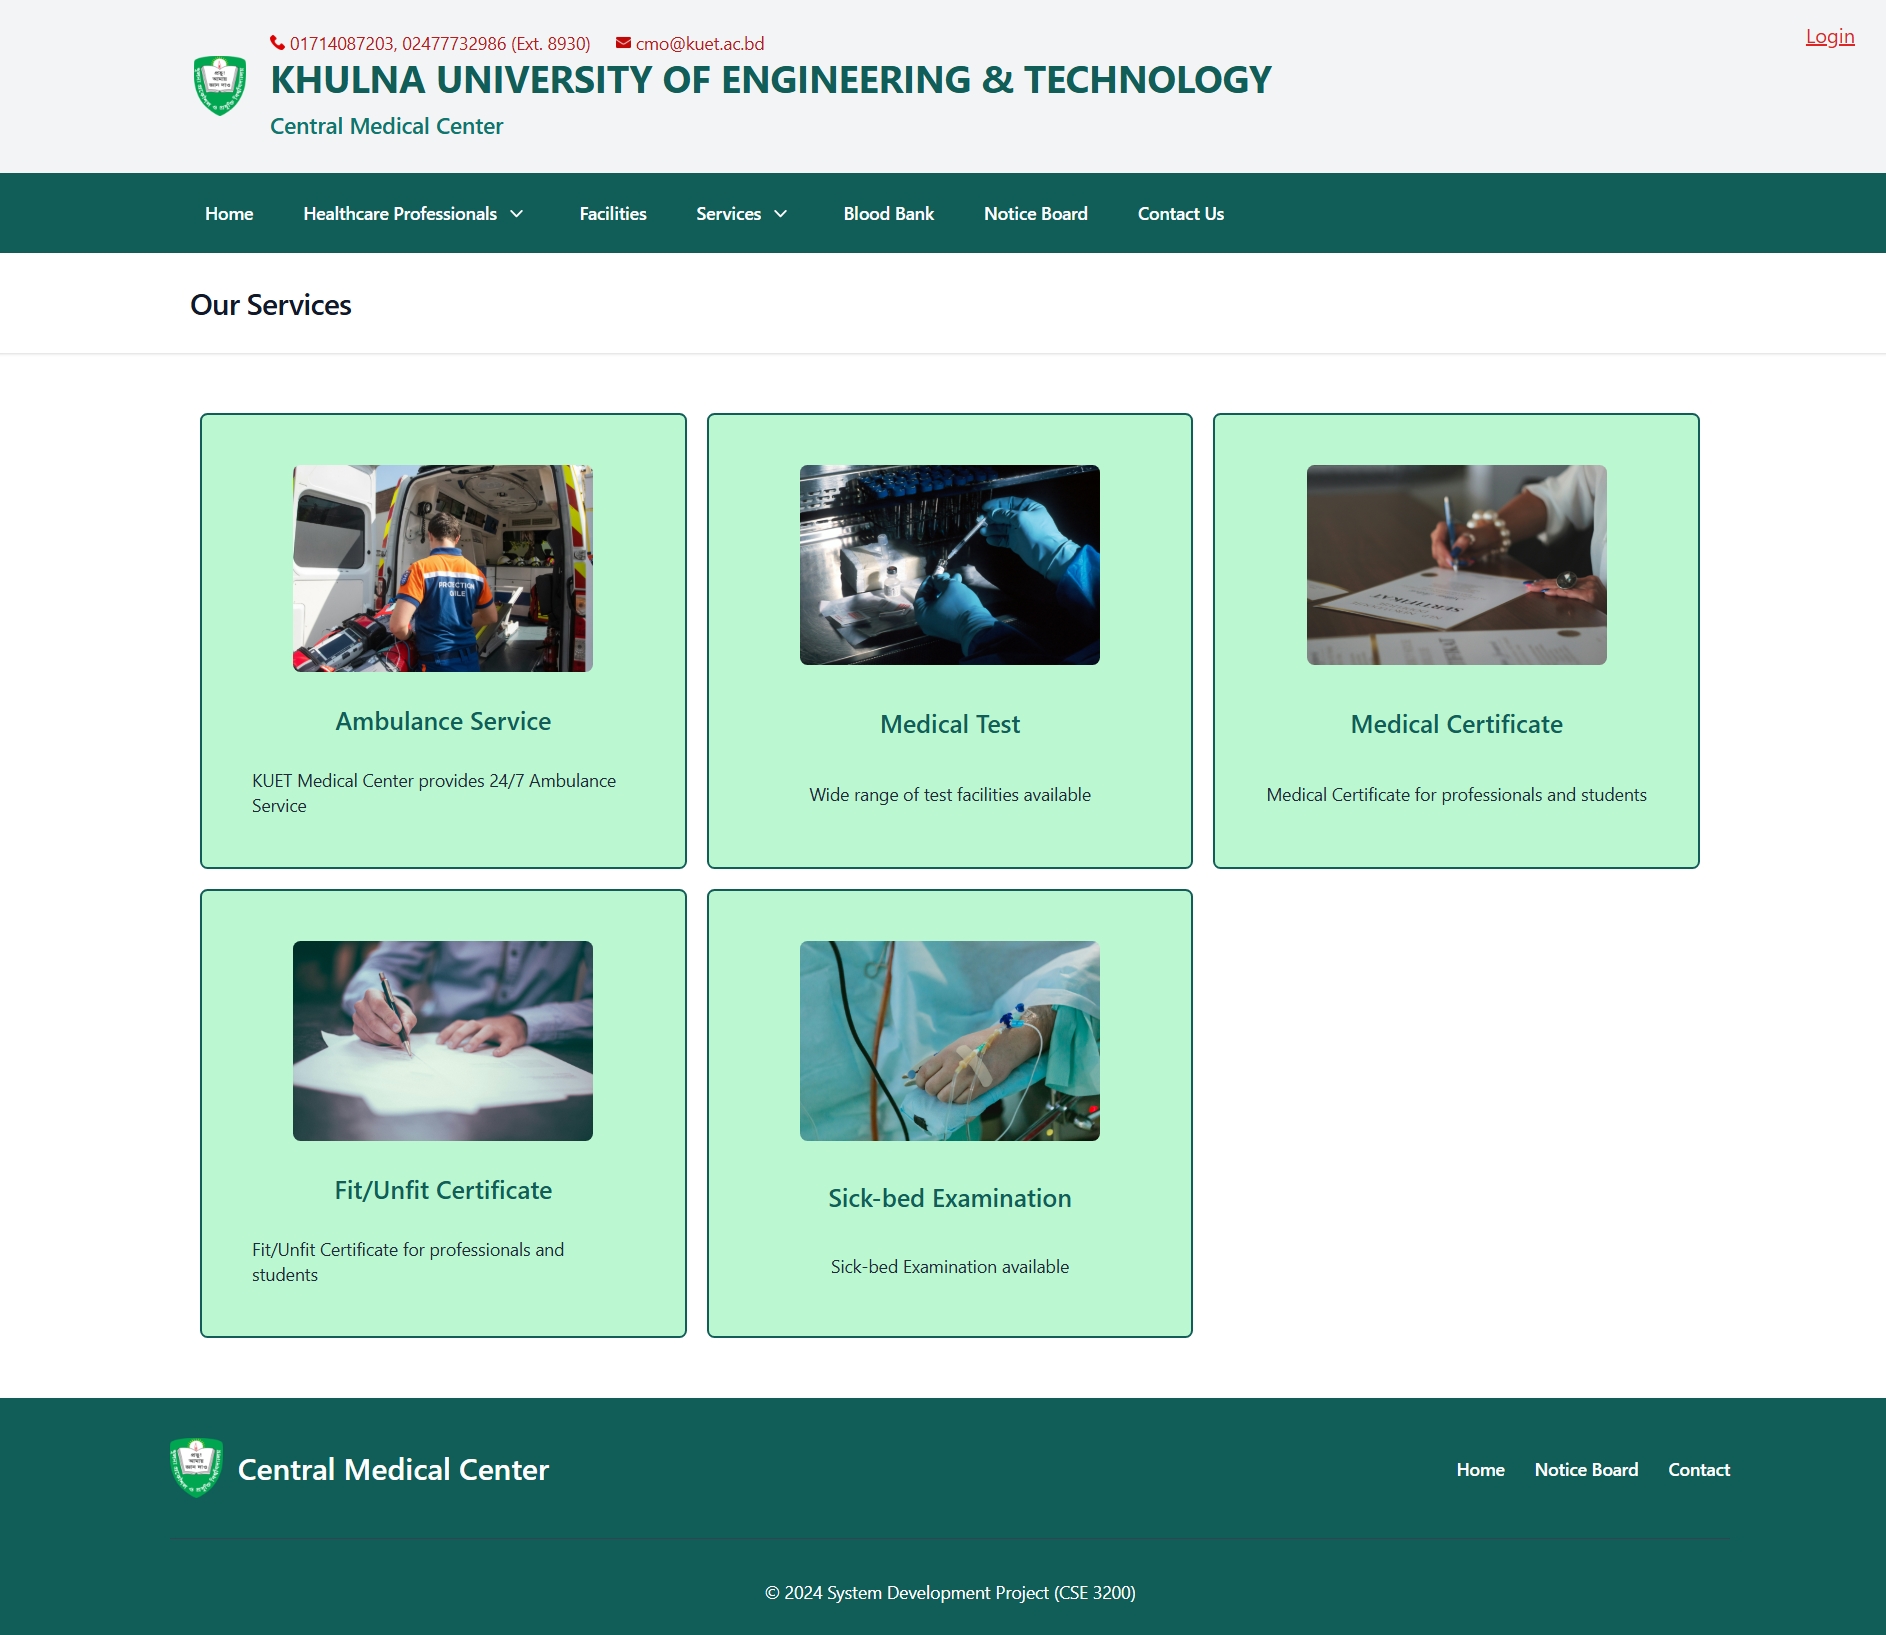 01714087203, 02477732986 (Ext. 8930) cmo@kuet.ac.bd
Login
KHULNA UNIVERSITY OF ENGINEERING & TECHNOLOGY
Central Medical Center
Home Healthcare Professionals Facilities Services Blood Bank Notice Board Contact Us
Our Services
PROTECTION
Ambulance Service
KUET Medical Center provides 24/7 Ambulance
Service
Medical Test
Wide range of test facilities available
SERTIFIKAT
Medical Certificate
Medical Certificate for professionals and students
Fit/Unfit Certificate
Fit/Unfit Certificate for professionals and
students
Sick-bed Examination
Sick-bed Examination available
Central Medical Center
Home Notice Board Contact
© 2024 System Development Project (CSE 3200)